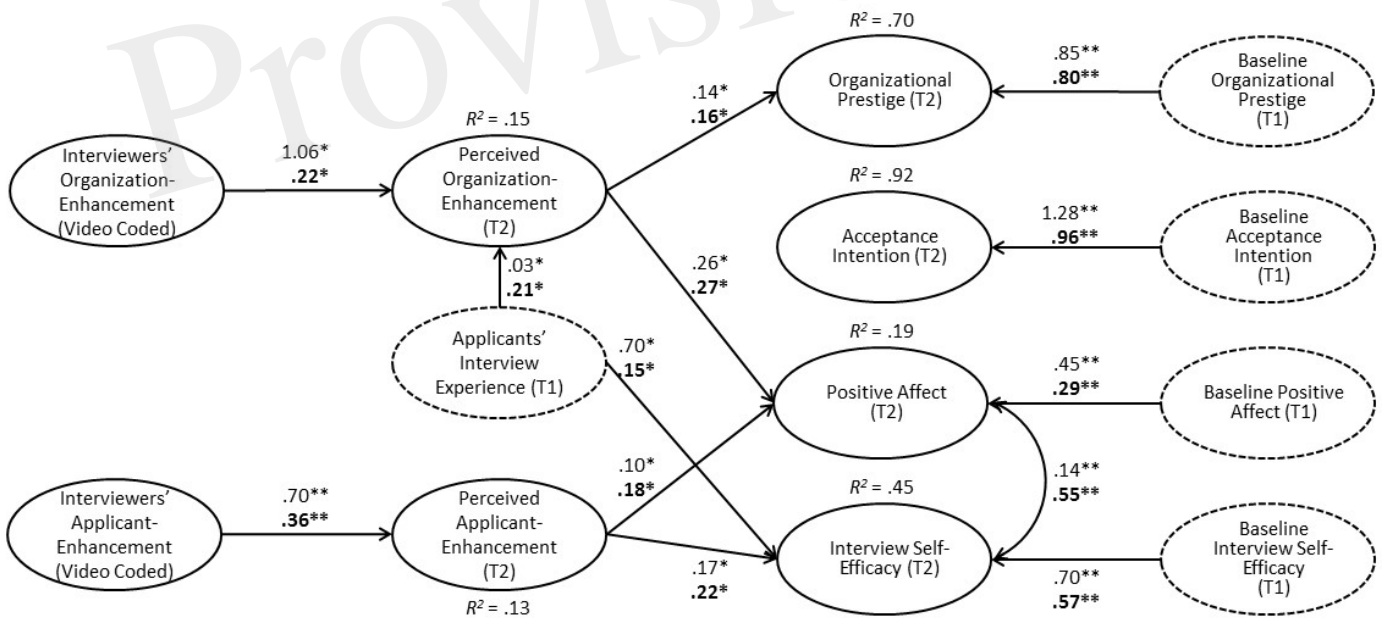 Provis
R² = .70
Organizational
Prestige (T2)
.85**
.80**
Baseline
Organizational
Prestige
(T1)
.14*
.16*
R² = .15
Interviewers’
Organization-
Enhancement
(Video Coded)
1.06*
.22*
Perceived
Organization-
Enhancement
(T2)
R² = .92
Acceptance
Intention (T2)
1.28**
.96**
Baseline
Acceptance
Intention
(T1)
.03*
.21*
.26*
.27*
Applicants’
Interview
Experience (T1)
.70*
.15*
R² = .19
Positive Affect
(T2)
.45**
.29**
Baseline Positive
Affect (T1)
.10*
.18*
.14**
.55**
Interviewers’
Applicant-
Enhancement
(Video Coded)
.70**
.36**
Perceived
Applicant-
Enhancement
(T2)
R² = .13
.17*
.22*
R² = .45
Interview Self-
Efficacy (T2)
.70**
.57**
Baseline
Interview Self-
Efficacy
(T1)